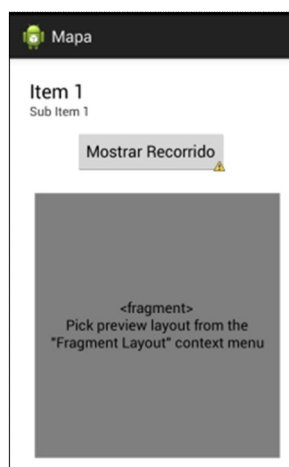 Mapa
Item 1
Sub Item 1
Mostrar Recorrido
<fragment>
Pick preview layout from the
"Fragment Layout" context menu